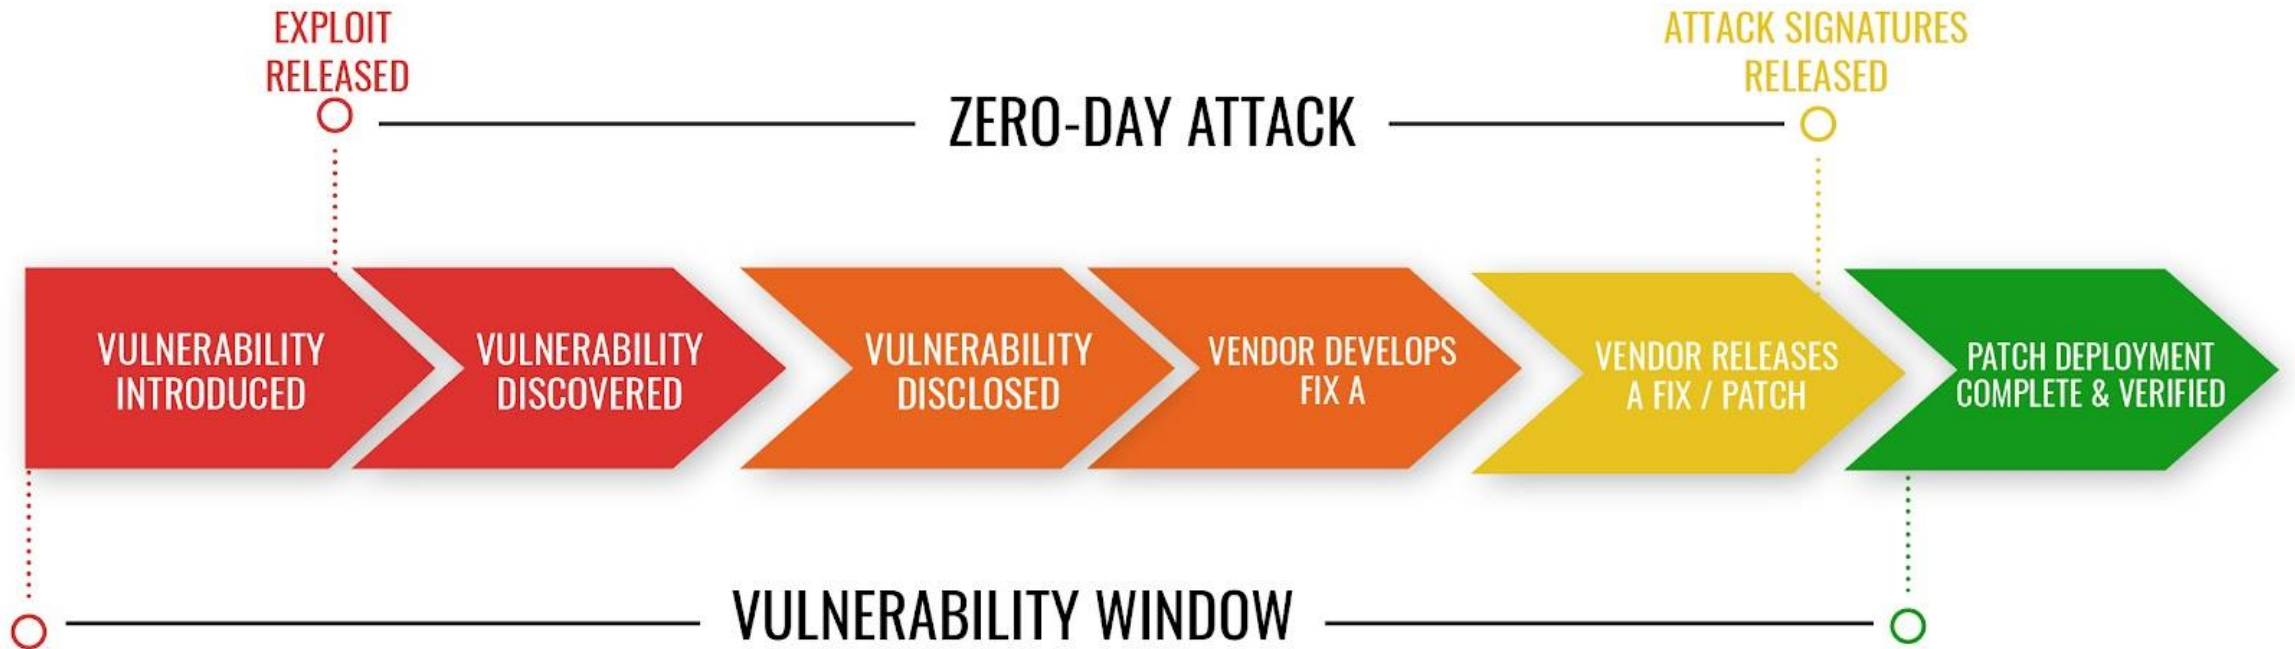 EXPLOIT
RELEASED
ATTACK SIGNATURES
RELEASED
ZERO-DAY ATTACK
VULNERABILITY
INTRODUCED
VULNERABILITY
DISCOVERED
VULNERABILITY
DISCLOSED
VENDOR DEVELOPS
FIX A
VENDOR RELEASES
A FIX / PATCH
PATCH DEPLOYMENT
COMPLETE & VERIFIED
VULNERABILITY WINDOW